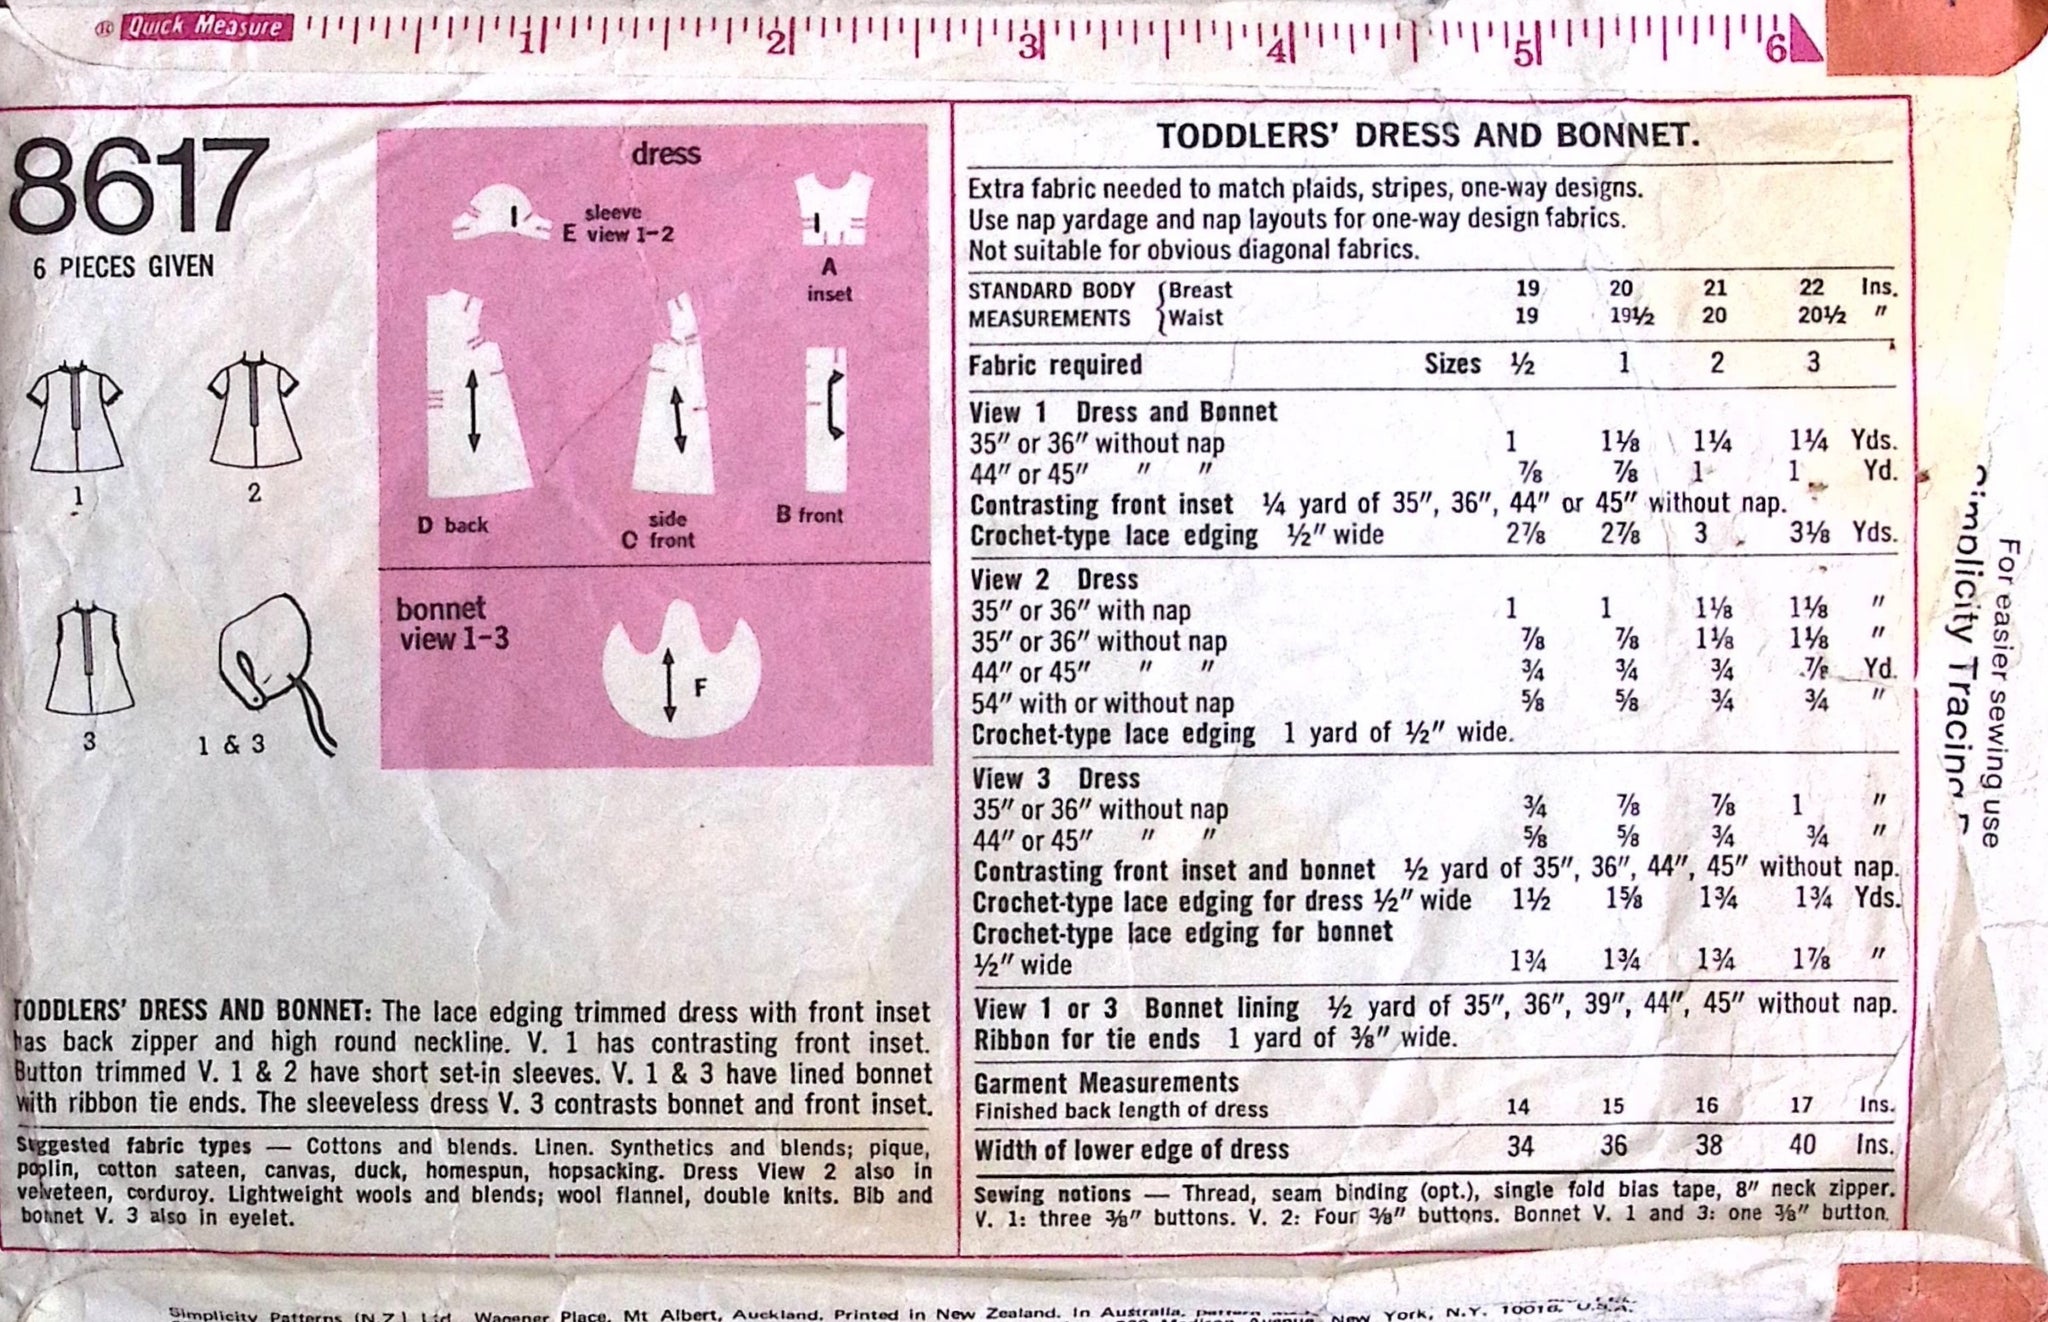 Quick Measure 1 2 3 4 5 6
8617
6 PIECES GIVEN
1
2
3
1 & 3
dress
sleeve
E view 1-2
A
inset
D back
side
C front
B front
bonnet
view 1-3
F
TODDLERS' DRESS AND BONNET: The lace edging trimmed dress with front inset
has back zipper and high round neckline. V. 1 has contrasting front inset.
Button trimmed V. 1 & 2 have short set-in sleeves. V. 1 & 3 have lined bonnet
with ribbon tie ends. The sleeveless dress V. 3 contrasts bonnet and front inset.
Suggested fabric types — Cottons and blends. Linen. Synthetics and blends; pique,
poplin, cotton sateen, canvas, duck, homespun, hopsacking. Dress View 2 also in
velveteen, corduroy. Lightweight wools and blends; wool flannel, double knits. Bib and
bonnet V. 3 also in eyelet.
TODDLERS' DRESS AND BONNET.
Extra fabric needed to match plaids, stripes, one-way designs.
Use nap yardage and nap layouts for one-way design fabrics.
Not suitable for obvious diagonal fabrics.
STANDARD BODY { Breast 19 20 21 22 Ins.
MEASUREMENTS { Waist 19 19½ 20 20½ "
Fabric required Sizes ½ 1 2 3
View 1 Dress and Bonnet
35" or 36" without nap 1 1⅛ 1¼ 1¼ Yds.
44" or 45" " " ⅞ ⅞ 1 1 Yd.
Contrasting front inset ¼ yard of 35", 36", 44" or 45" without nap.
Crochet-type lace edging ½" wide 2⅞ 2⅞ 3 3⅛ Yds.
View 2 Dress
35" or 36" with nap 1 1 1⅛ 1⅛ "
35" or 36" without nap ⅞ ⅞ 1⅛ 1⅛ "
44" or 45" " " ¾ ¾ ¾ ⅞ Yd.
54" with or without nap ⅝ ⅝ ¾ ¾ "
Crochet-type lace edging 1 yard of ½" wide.
View 3 Dress
35" or 36" without nap ¾ ⅞ ⅞ 1 "
44" or 45" " " ⅝ ⅝ ¾ ¾ "
Contrasting front inset and bonnet ½ yard of 35", 36", 44", 45" without nap.
Crochet-type lace edging for dress ½" wide 1½ 1⅝ 1¾ 1¾ Yds.
Crochet-type lace edging for bonnet
½" wide 1¾ 1¾ 1¾ 1⅞ "
View 1 or 3 Bonnet lining ½ yard of 35", 36", 39", 44", 45" without nap.
Ribbon for tie ends 1 yard of ⅜" wide.
Garment Measurements
Finished back length of dress 14 15 16 17 Ins.
Width of lower edge of dress 34 36 38 40 Ins.
Sewing notions — Thread, seam binding (opt.), single fold bias tape, 8" neck zipper.
V. 1: three ⅜" buttons. V. 2: Four ⅜" buttons. Bonnet V. 1 and 3: one ⅜" button.
For easier sewing use
Simplicity Tracing
Simplicity Patterns (N.Z.) Ltd. Wagener Place, Mt Albert, Auckland. Printed in New Zealand. In Australia, New York, N.Y. 10016, U.S.A.